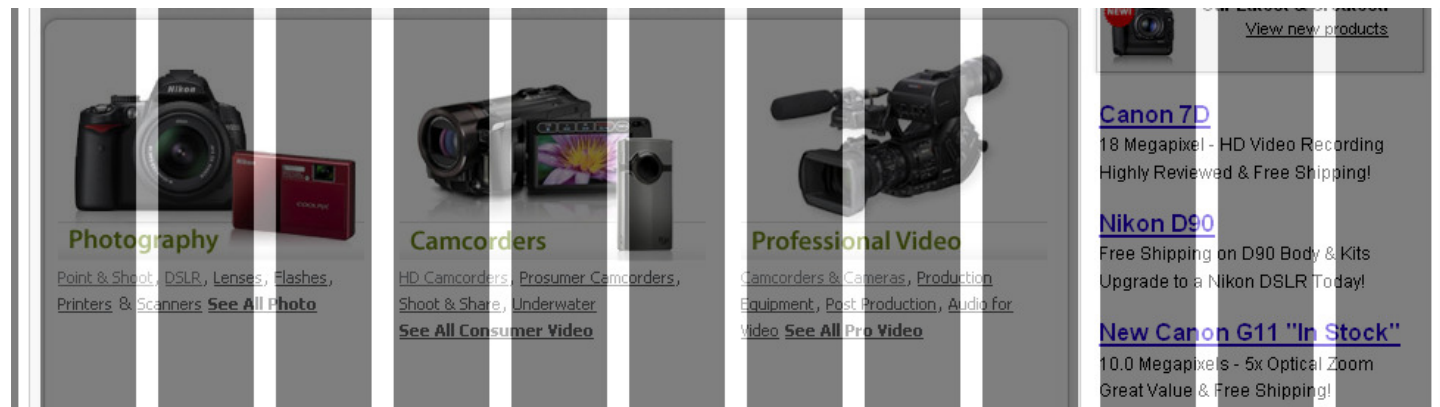 NEW!
View new products
Nikon
Nikon
COOLPIX
Photography
Point & Shoot, DSLR, Lenses, Flashes,
Printers & Scanners See All Photo
Camcorders
HD Camcorders, Prosumer Camcorders,
Shoot & Share, Underwater
See All Consumer Video
Professional Video
Camcorders & Cameras, Production
Equipment, Post Production, Audio for
Video See All Pro Video
Canon 7D
18 Megapixel - HD Video Recording
Highly Reviewed & Free Shipping!
Nikon D90
Free Shipping on D90 Body & Kits
Upgrade to a Nikon DSLR Today!
New Canon G11 "In Stock"
10.0 Megapixels - 5x Optical Zoom
Great Value & Free Shipping!